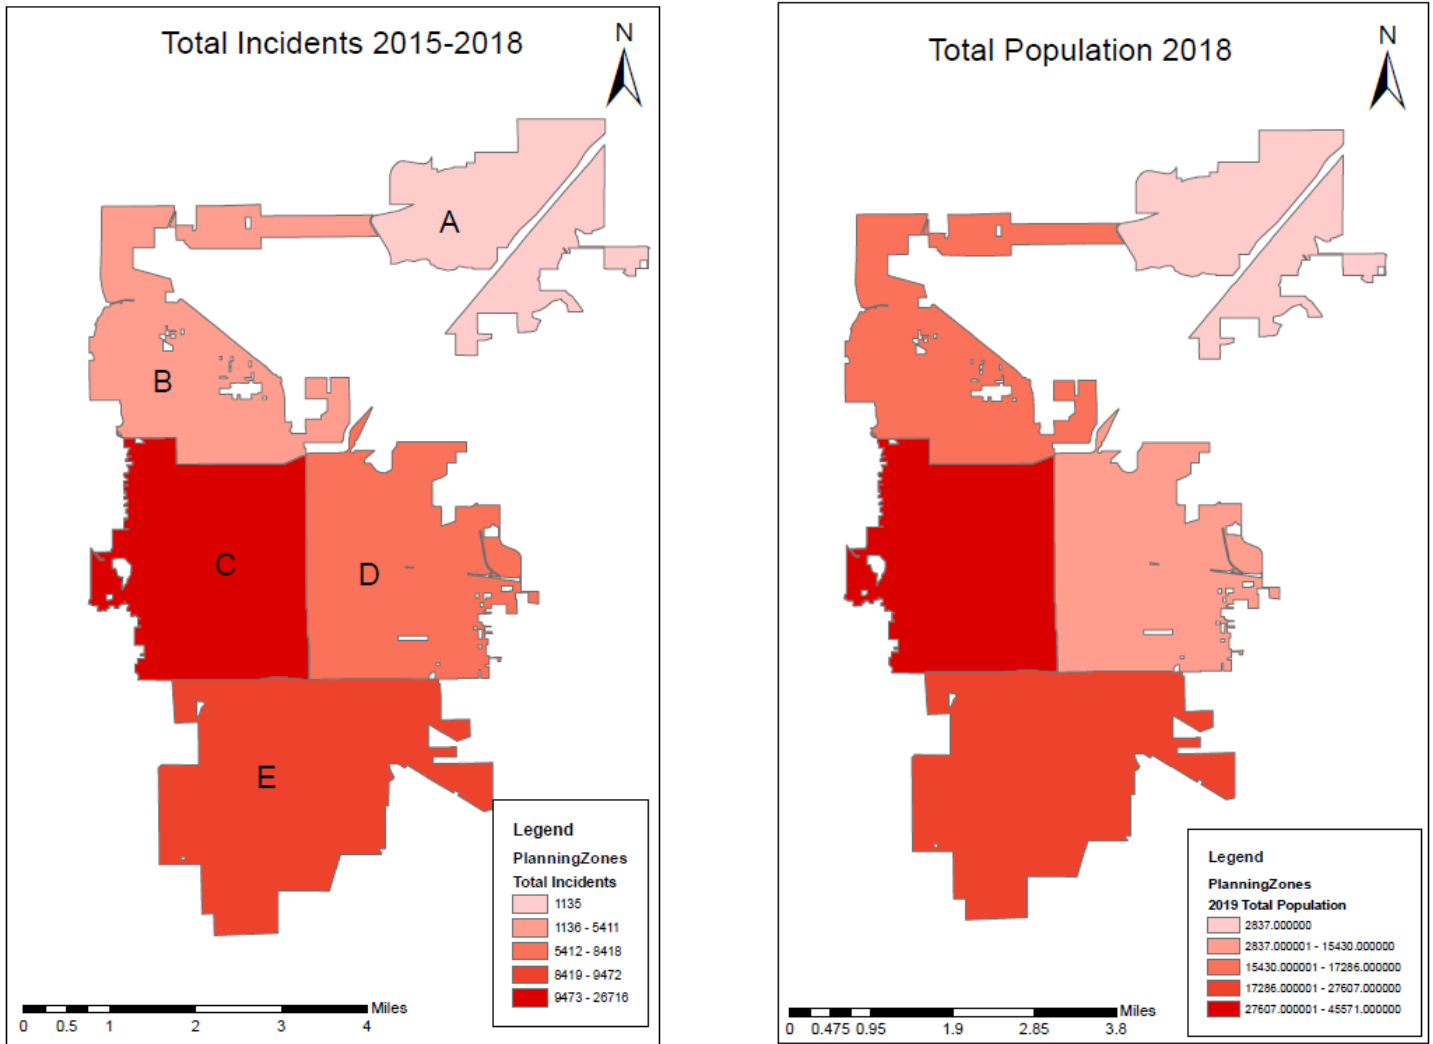 Total Incidents 2015-2018
N
A
B
C
D
E
Legend
PlanningZones
Total Incidents
1135
1136 - 5411
5412 - 8418
8419 - 9472
9473 - 26716
Miles
0 0.5 1 2 3 4
Total Population 2018
N
Legend
PlanningZones
2019 Total Population
2837.000000
2837.000001 - 15430.000000
15430.000001 - 17286.000000
17286.000001 - 27607.000000
27607.000001 - 45571.000000
Miles
0 0.475 0.95 1.9 2.85 3.8